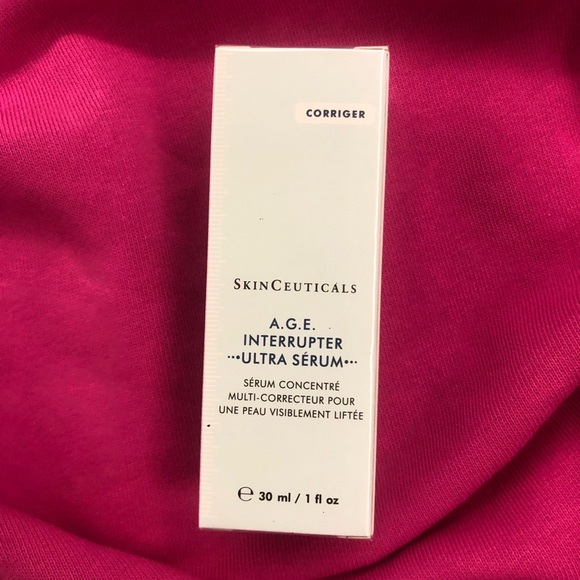 CORRIGER
SKINCEUTICALS
A.G.E.
INTERRUPTER
•••ULTRA SÉRUM•••
SÉRUM CONCENTRÉ
MULTI-CORRECTEUR POUR
UNE PEAU VISIBLEMENT LIFTÉE
℮ 30 ml / 1 fl oz